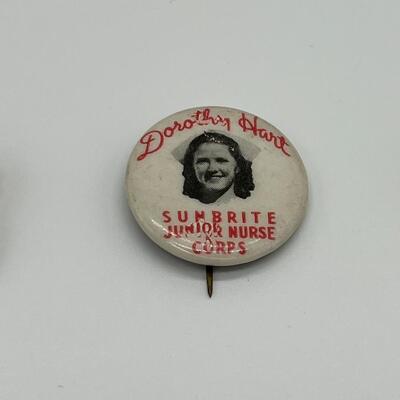 Dorothy Hart
SUNBRITE
JUNIOR NURSE
CORPS